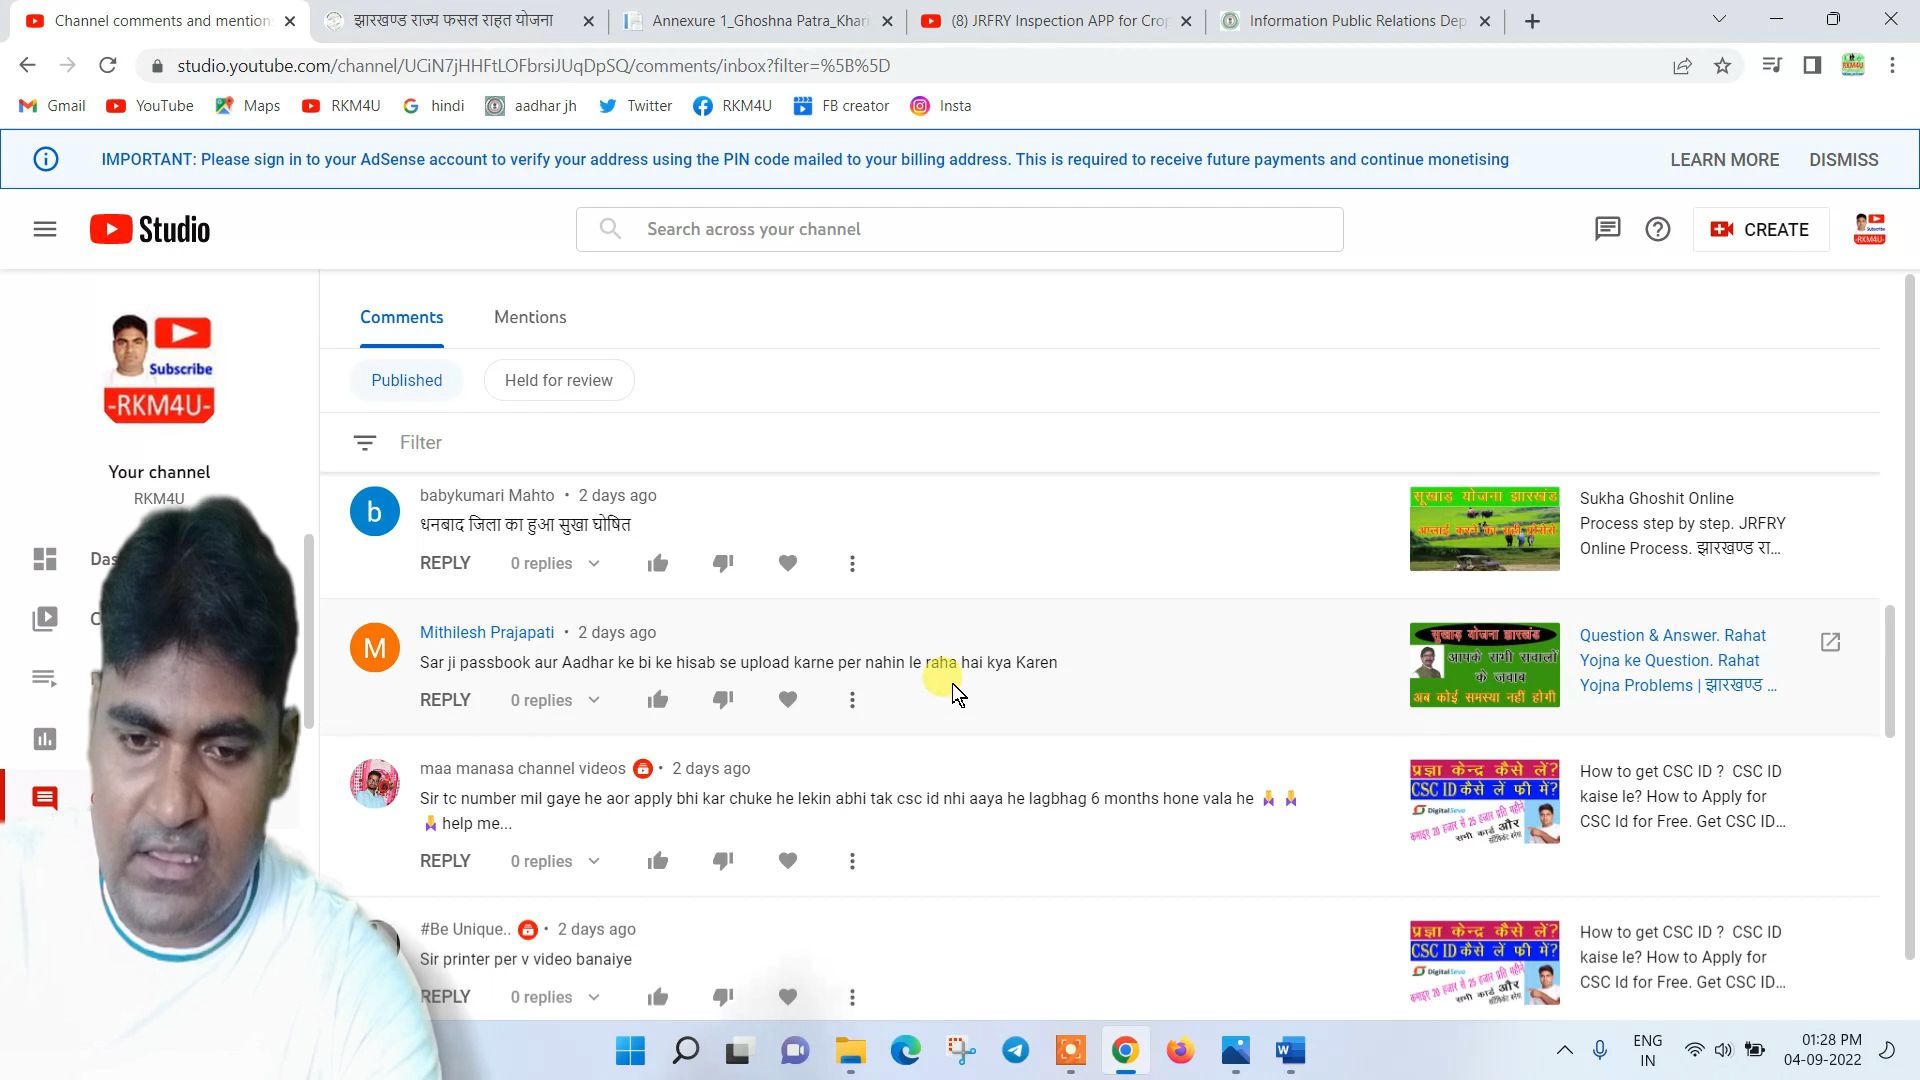 Channel comments and mention
झारखण्ड राज्य फसल राहत योजना
Annexure 1_Ghoshna Patra_Khari
(8) JRFRY Inspection APP for Crop
Information Public Relations Dep
studio.youtube.com/channel/UCiN7jHHFtLOFbrsiJUqDpSQ/comments/inbox?filter=%5B%5D
Gmail YouTube Maps RKM4U hindi aadhar jh Twitter RKM4U FB creator Insta
IMPORTANT: Please sign in to your AdSense account to verify your address using the PIN code mailed to your billing address. This is required to receive future payments and continue monetising
LEARN MORE DISMISS
Studio
Search across your channel
CREATE
Subscribe
-RKM4U-
Your channel
RKM4U
Das
Comments Mentions
Published Held for review
Filter
babykumari Mahto • 2 days ago
धनबाद जिला का हुआ सुखा घोषित
REPLY 0 replies
सूखाड़ योजना झारखंड
Sukha Ghoshit Online
Process step by step. JRFRY
Online Process. झारखण्ड रा...
M
Mithilesh Prajapati • 2 days ago
Sar ji passbook aur Aadhar ke bi ke hisab se upload karne per nahin le raha hai kya Karen
REPLY 0 replies
सुखाड़ योजना झारखंड
आपके सभी सवालों
के जवाब
अब कोई समस्या नहीं होगी
Question & Answer. Rahat
Yojna ke Question. Rahat
Yojna Problems | झारखण्ड ...
maa manasa channel videos • 2 days ago
Sir tc number mil gaye he aor apply bhi kar chuke he lekin abhi tak csc id nhi aaya he lagbhag 6 months hone vala he
help me...
REPLY 0 replies
प्रज्ञा केन्द्र कैसे लें?
CSC ID कैसे लें फ्री में?
How to get CSC ID ? CSC ID
kaise le? How to Apply for
CSC Id for Free. Get CSC ID...
#Be Unique.. • 2 days ago
Sir printer per v video banaiye
REPLY 0 replies
प्रज्ञा केन्द्र कैसे लें?
CSC ID कैसे लें फ्री में?
How to get CSC ID ? CSC ID
kaise le? How to Apply for
CSC Id for Free. Get CSC ID...
ENG
IN
01:28 PM
04-09-2022